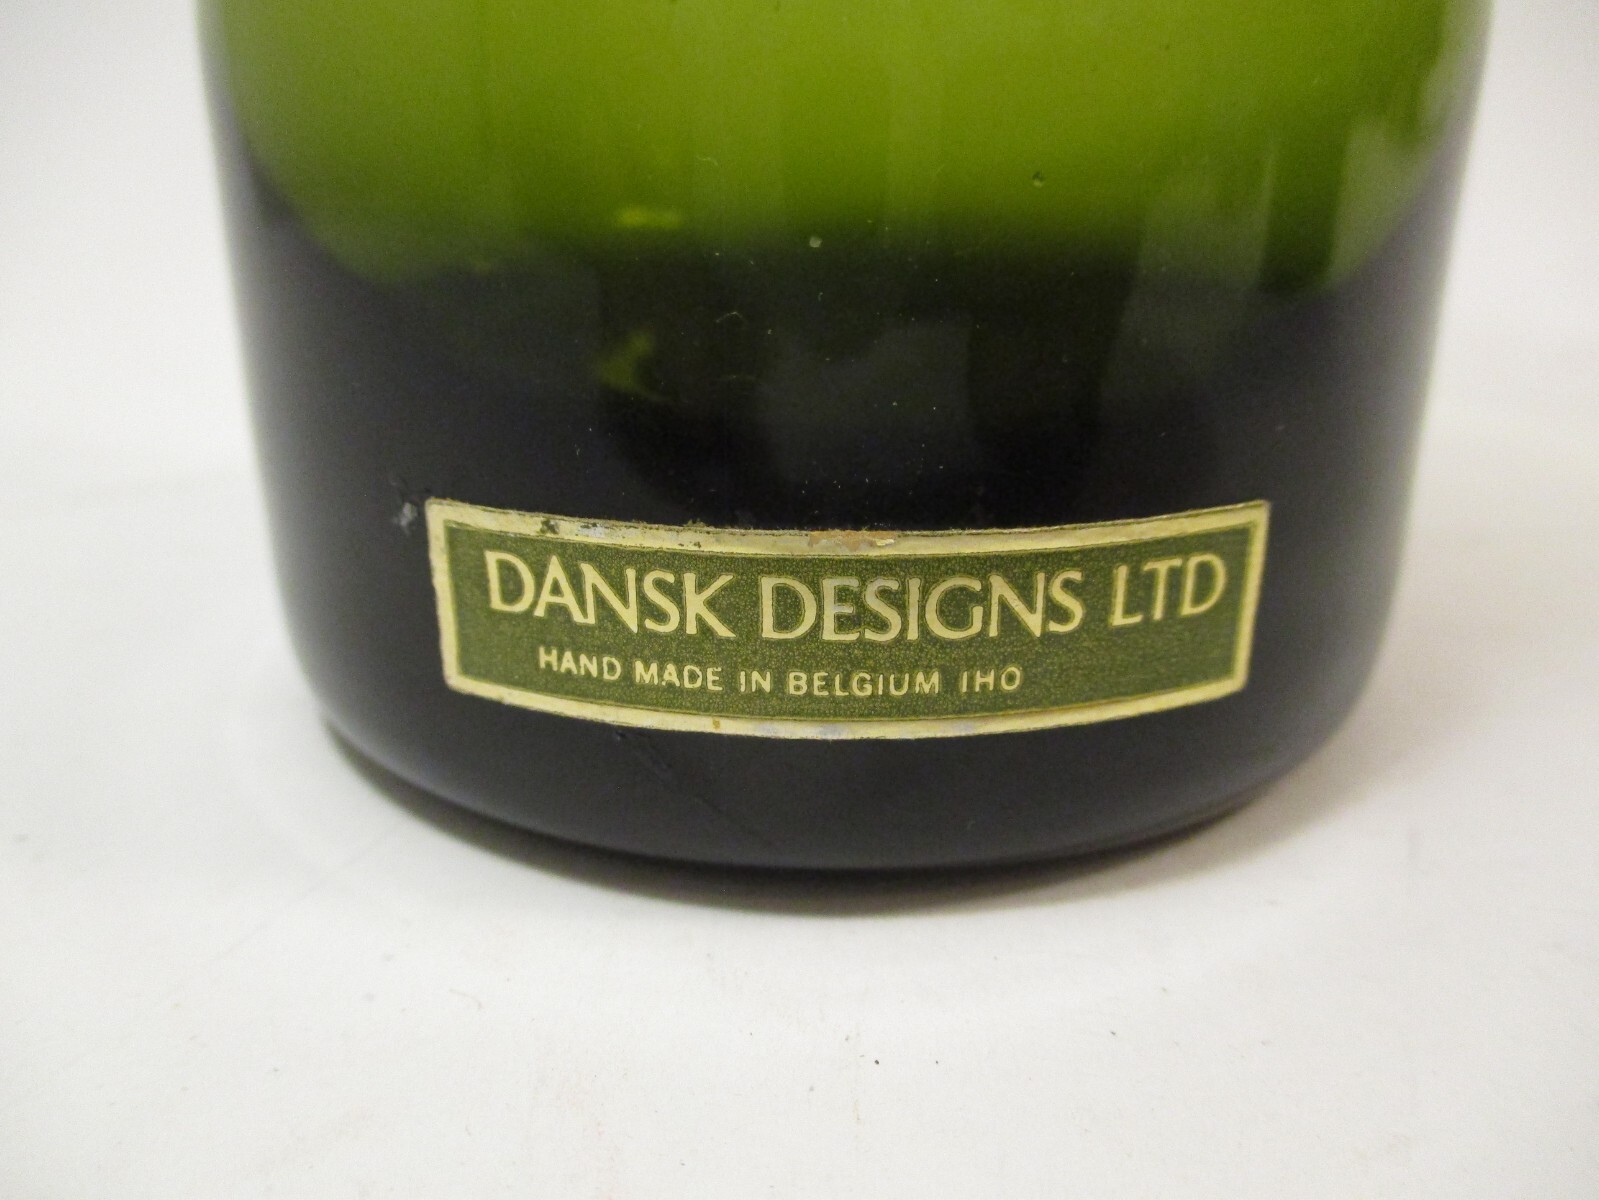 DANSK DESIGNS LTD
HAND MADE IN BELGIUM IHO